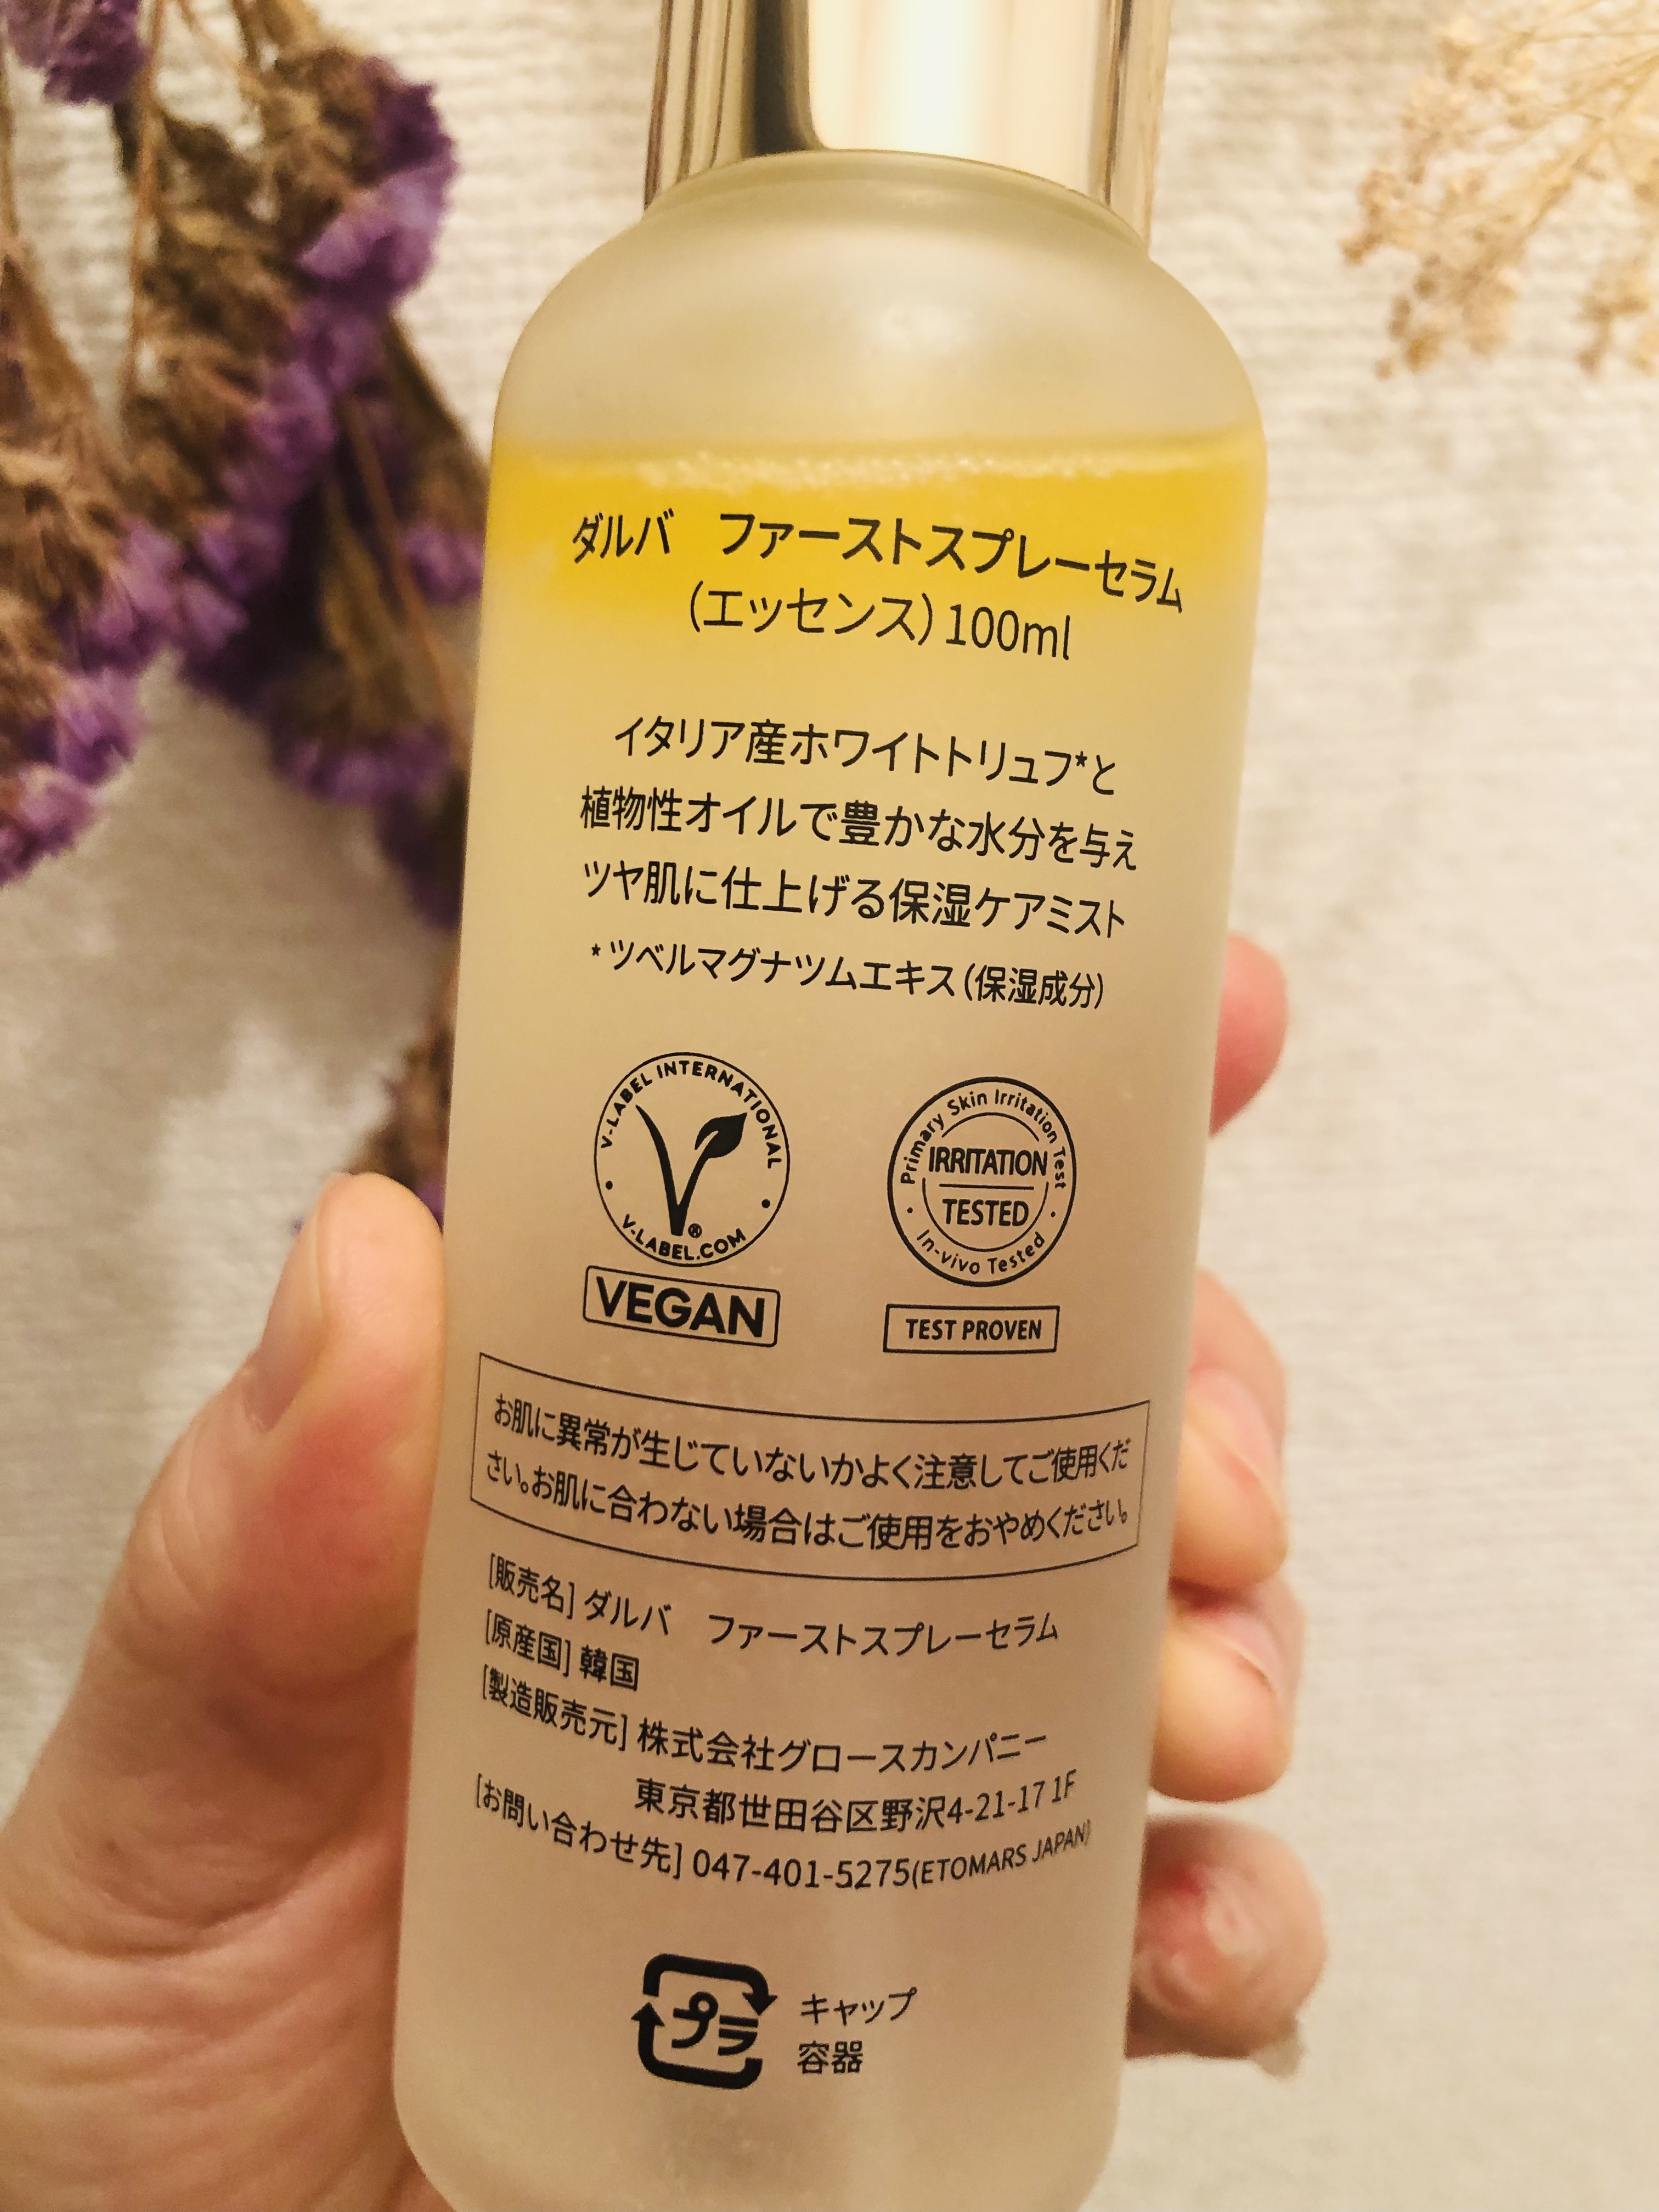 ダルバ　ファーストスプレーセラム
(エッセンス)100ml
イタリア産ホワイトトリュフ*と
植物性オイルで豊かな水分を与え
ツヤ肌に仕上げる保湿ケアミスト
*ツベルマグナツムエキス(保湿成分)
V-LABEL INTERNATIONAL
®
V-LABEL.COM
VEGAN
Primary Skin Irritation Test
IRRITATION
TESTED
In-vivo Tested
TEST PROVEN
お肌に異常が生じていないかよく注意してご使用くだ
さい。お肌に合わない場合はご使用をおやめください。
[販売名] ダルバ　ファーストスプレーセラム
[原産国] 韓国
[製造販売元] 株式会社グロースカンパニー
東京都世田谷区野沢4-21-17 1F
[お問い合わせ先] 047-401-5275(ETOMARS JAPAN)
プラ
キャップ
容器